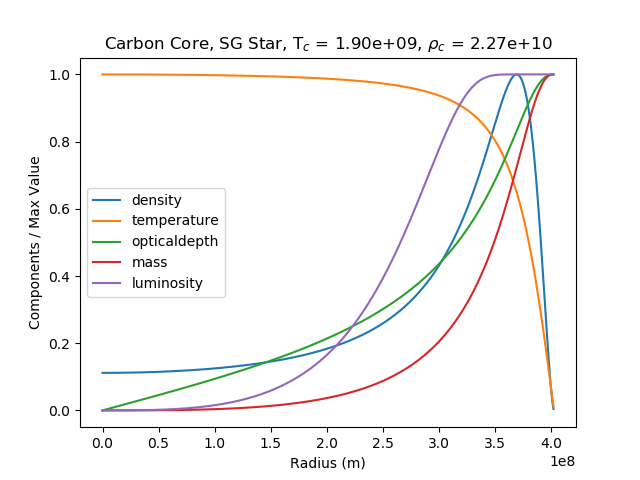 Carbon Core, SG Star, T_c = 1.90e+09, ρ_c = 2.27e+10
Components / Max Value
1.0
0.8
0.6
0.4
0.2
0.0
density
temperature
opticaldepth
mass
luminosity
0.0 0.5 1.0 1.5 2.0 2.5 3.0 3.5 4.0
1e8
Radius (m)